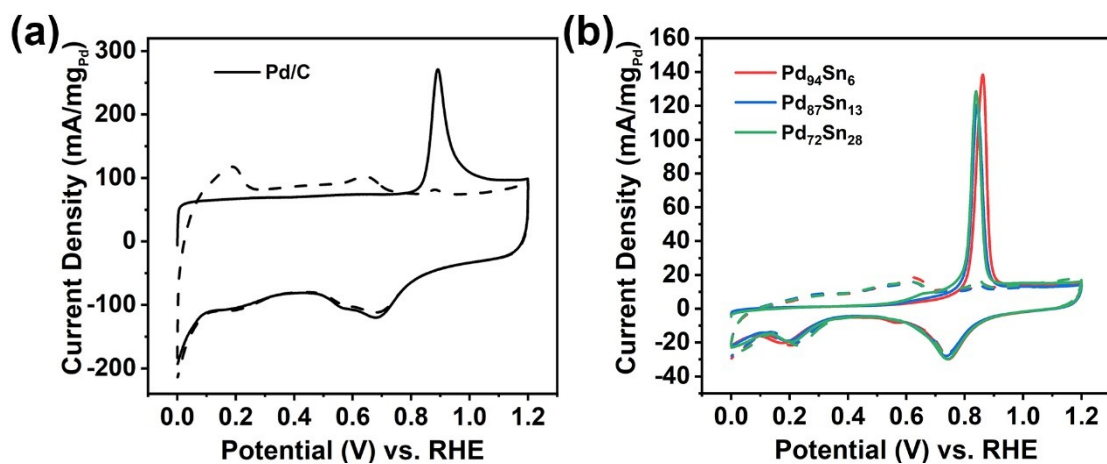 (a)
Current Density (mA/mgPd)
300
200
100
0
-100
-200
Pd/C
0.0 0.2 0.4 0.6 0.8 1.0 1.2
Potential (V) vs. RHE
(b)
Current Density (mA/mgPd)
160
140
120
100
80
60
40
20
0
-20
-40
Pd94Sn6
Pd87Sn13
Pd72Sn28
0.0 0.2 0.4 0.6 0.8 1.0 1.2
Potential (V) vs. RHE